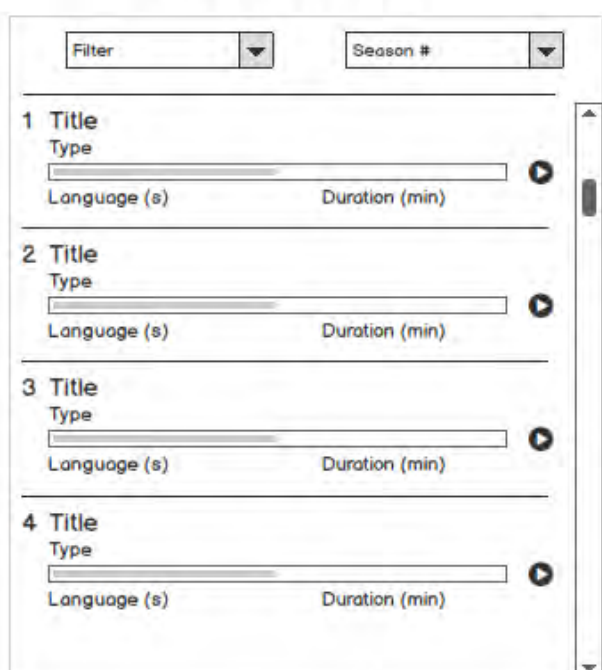 Filter Season #
1 Title
Type
Language (s) Duration (min)
2 Title
Type
Language (s) Duration (min)
3 Title
Type
Language (s) Duration (min)
4 Title
Type
Language (s) Duration (min)